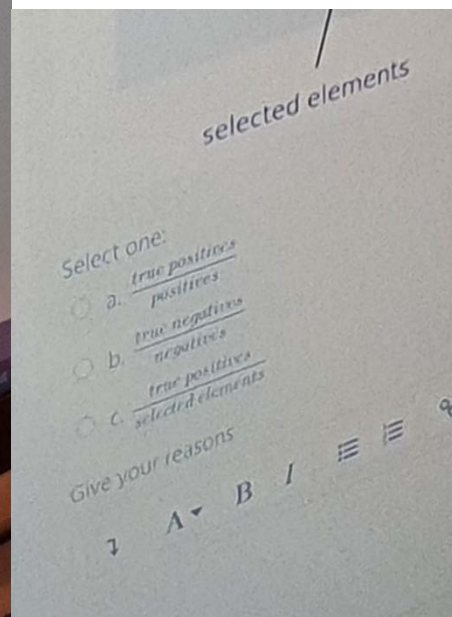 selected elements
Select one:
a. true positives / positives
b. true negatives / negatives
c. true positives / selected elements
Give your reasons
A B I